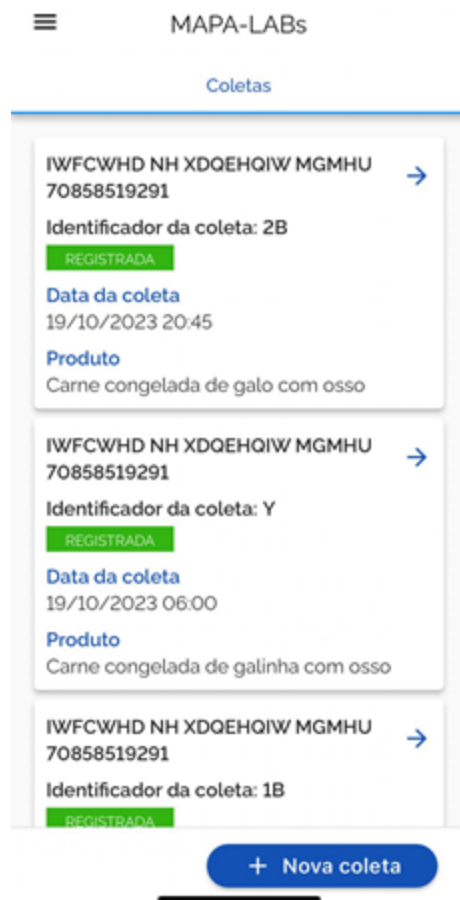 MAPA-LABs
Coletas
IWFCWHD NH XDQEHQIW MGMHU
70858519291
Identificador da coleta: 2B
REGISTRADA
Data da coleta
19/10/2023 20:45
Produto
Carne congelada de galo com osso
IWFCWHD NH XDQEHQIW MGMHU
70858519291
Identificador da coleta: Y
REGISTRADA
Data da coleta
19/10/2023 06:00
Produto
Carne congelada de galinha com osso
IWFCWHD NH XDQEHQIW MGMHU
70858519291
Identificador da coleta: 1B
REGISTRADA
+ Nova coleta